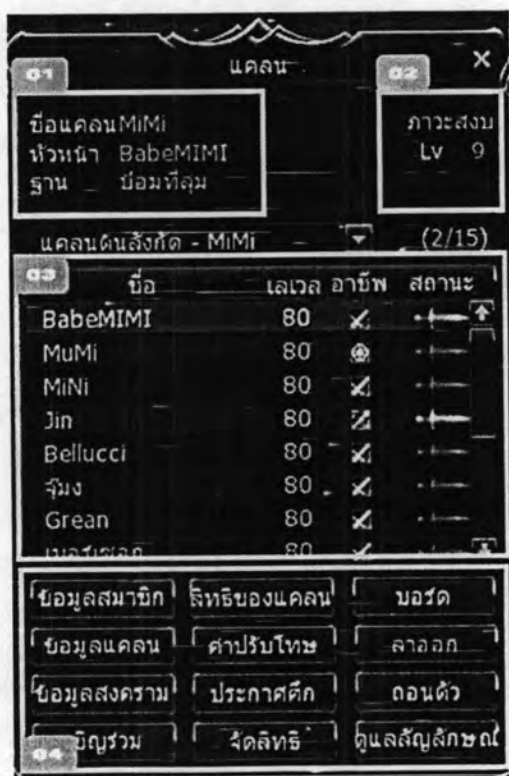 แคลน
01
02
ชื่อแคลน MiMi
หัวหน้า BabeMIMI
ฐาน ป้อมที่ลุ่ม
ภาวะสงบ
Lv 9
แคลนต้นสังกัด - MiMi (2/15)
03
ชื่อ เลเวล อาชีพ สถานะ
BabeMIMI 80
MuMi 80
MiNi 80
Jin 80
Bellucci 80
จุ๊มง 80
Grean 80
80
ข้อมูลสมาชิก สิทธิของแคลน บอร์ด
ข้อมูลแคลน ค่าปรับโทษ ลาออก
ข้อมูลสงคราม ประกาศศึก ถอนตัว
จัดสิทธิ ดูแลสัญลักษณ์
04